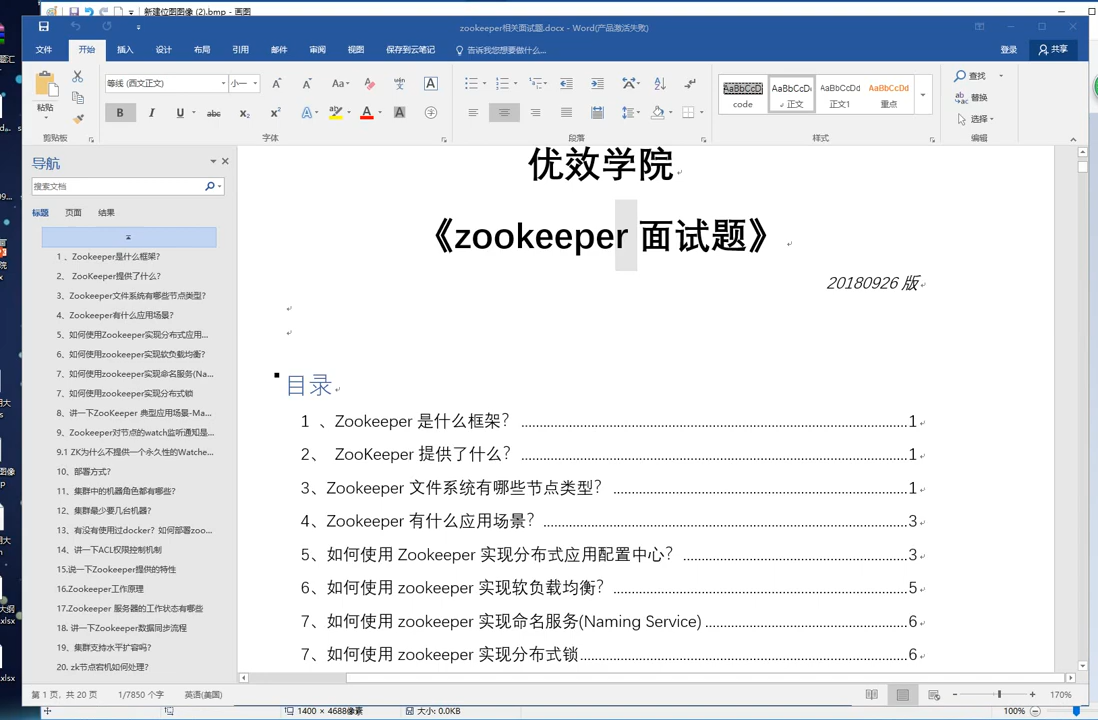 新建位图图像 (2).bmp - 画图
zookeeper相关面试题.docx - Word(产品激活失败)
文件 开始 插入 设计 布局 引用 邮件 审阅 视图 保存到云笔记 告诉我您想要做什么... 登录 共享
粘贴
剪贴板
等线 (西文正文) 小一
字体
段落
AaBbCcDd AaBbCcDd AaBbCcDd AaBbCcDd
code 正文 正文1 重点
样式
查找
替换
选择
编辑
导航
搜索文档
标题 页面 结果
1 、Zookeeper是什么框架?
2、 ZooKeeper提供了什么?
3、Zookeeper文件系统有哪些节点类型?
4、Zookeeper有什么应用场景?
5、如何使用Zookeeper实现分布式应用...
6、如何使用zookeeper实现软负载均衡?
7、如何使用zookeeper实现命名服务(Na...
7、如何使用zookeeper实现分布式锁
8、讲一下ZooKeeper 典型应用场景-Ma...
9、Zookeeper对节点的watch监听通知是...
9.1 ZK为什么不提供一个永久性的Watche...
10、部署方式?
11、集群中的机器角色都有哪些?
12、集群最少要几台机器?
13、有没有使用过docker？如何部署zoo...
14、讲一下ACL权限控制机制
15.说一下Zookeeper提供的特性
16.Zookeeper工作原理
17.Zookeeper 服务器的工作状态有哪些
18. 讲一下Zookeeper数据同步流程
19、集群支持水平扩容吗?
20. zk节点宕机如何处理?
优效学院
《zookeeper 面试题》
20180926 版
目录
1 、Zookeeper 是什么框架? 1
2、 ZooKeeper 提供了什么? 1
3、Zookeeper 文件系统有哪些节点类型? 1
4、Zookeeper 有什么应用场景? 3
5、如何使用 Zookeeper 实现分布式应用配置中心? 3
6、如何使用 zookeeper 实现软负载均衡? 5
7、如何使用 zookeeper 实现命名服务(Naming Service) 6
7、如何使用 zookeeper 实现分布式锁 6
第 1 页，共 20 页 1/7850 个字 英语(美国) 170%
1400 × 4688像素 大小: 0.0KB 100%